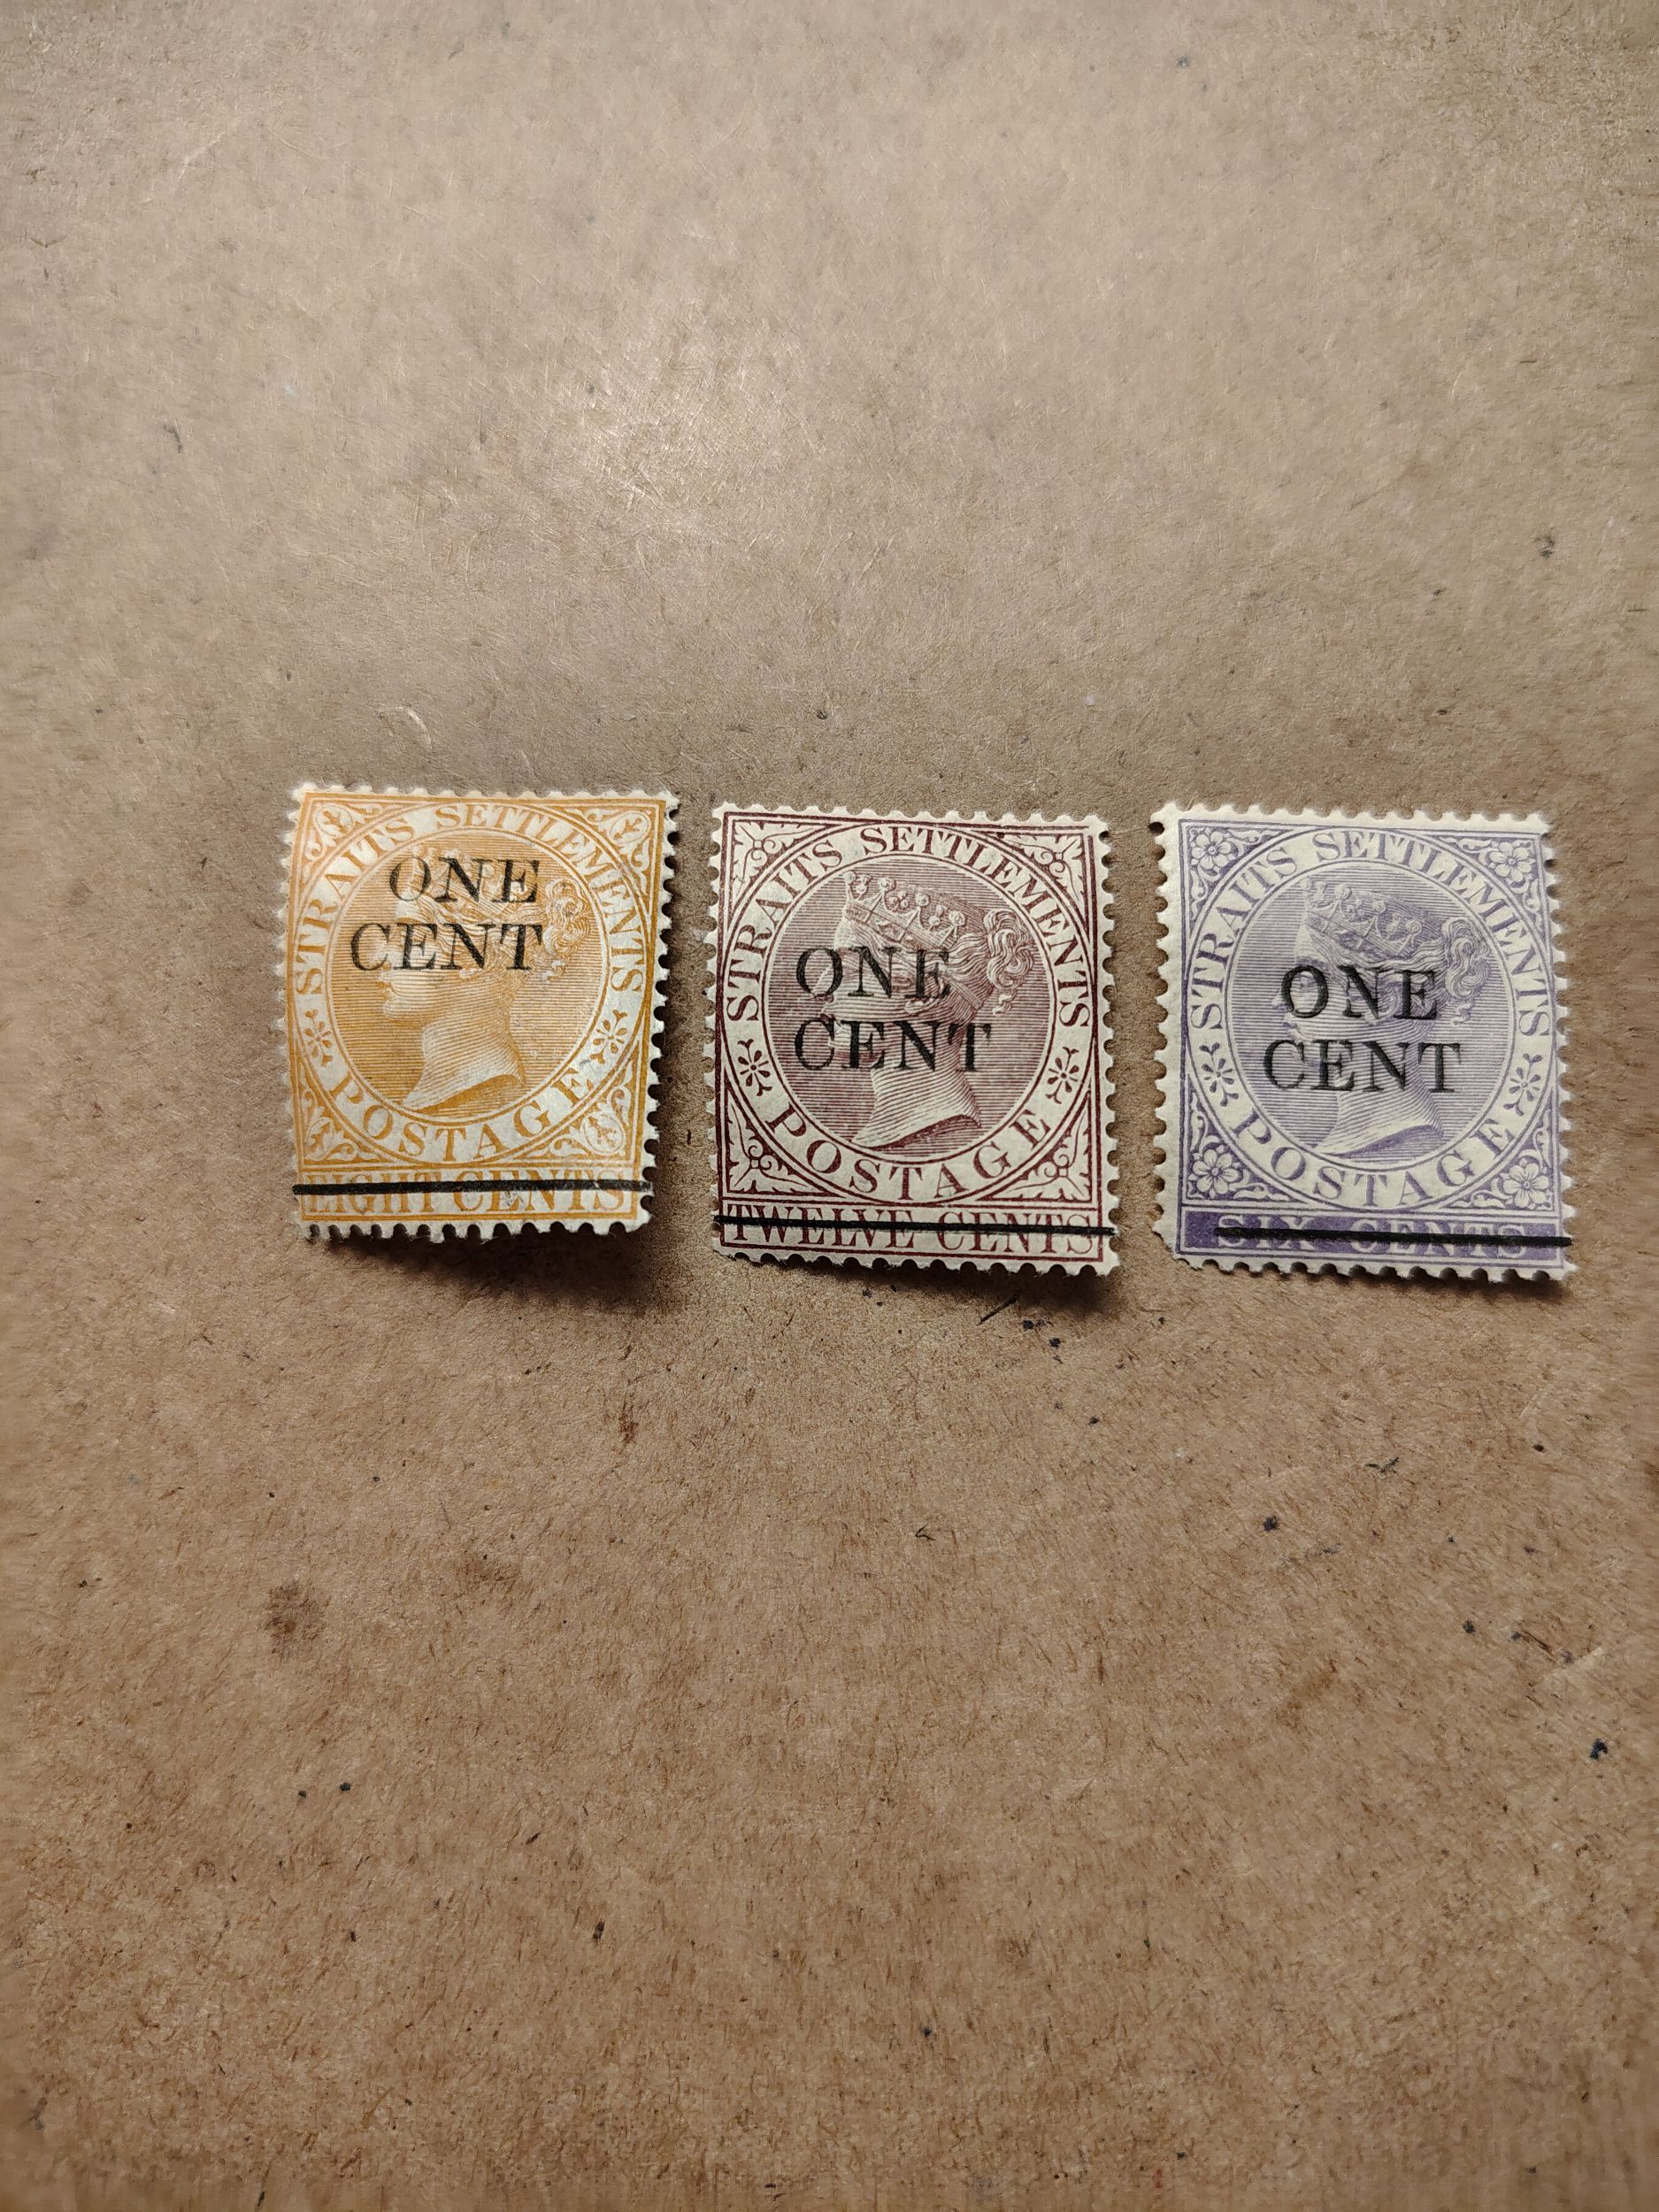 STRAITS SETTLEMENTS
ONE
CENT
POSTAGE
EIGHT CENTS
STRAITS SETTLEMENTS
ONE
CENT
POSTAGE
TWELVE CENTS
STRAITS SETTLEMENTS
ONE
CENT
POSTAGE
SIX CENTS